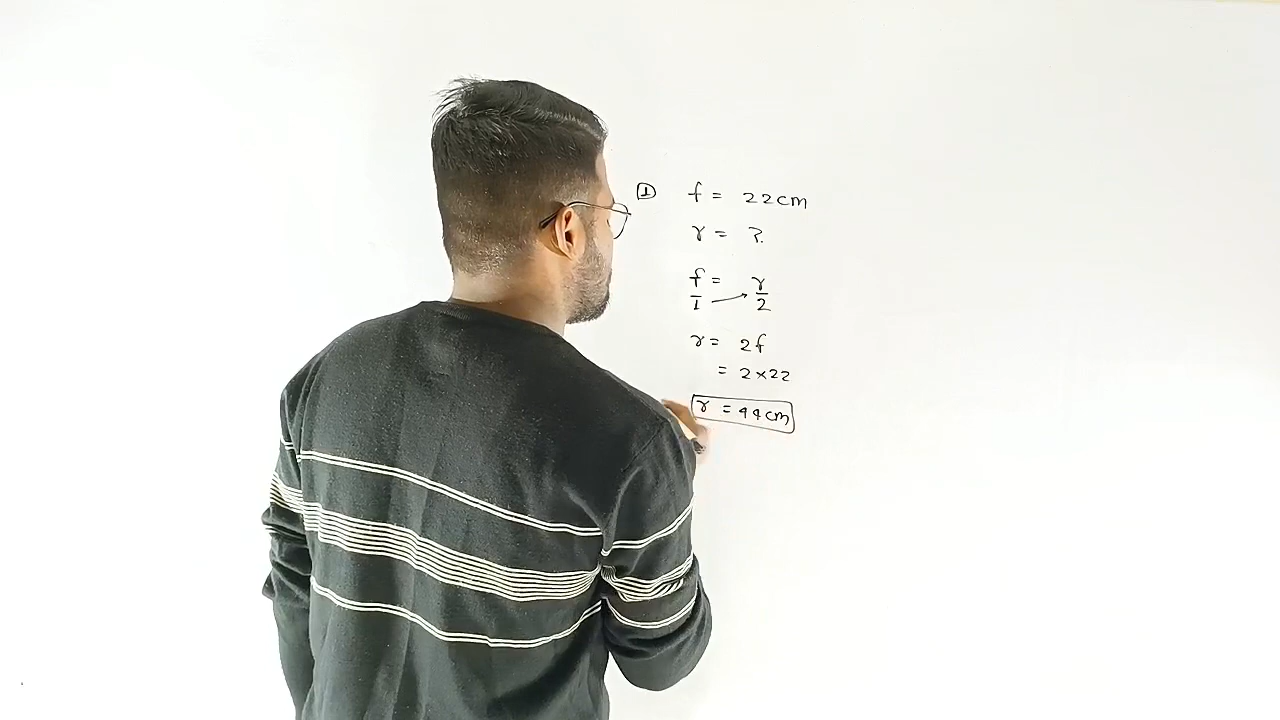 ① f = 22cm
r = ?
f/1 = r/2
r = 2f
= 2×22
r = 44cm